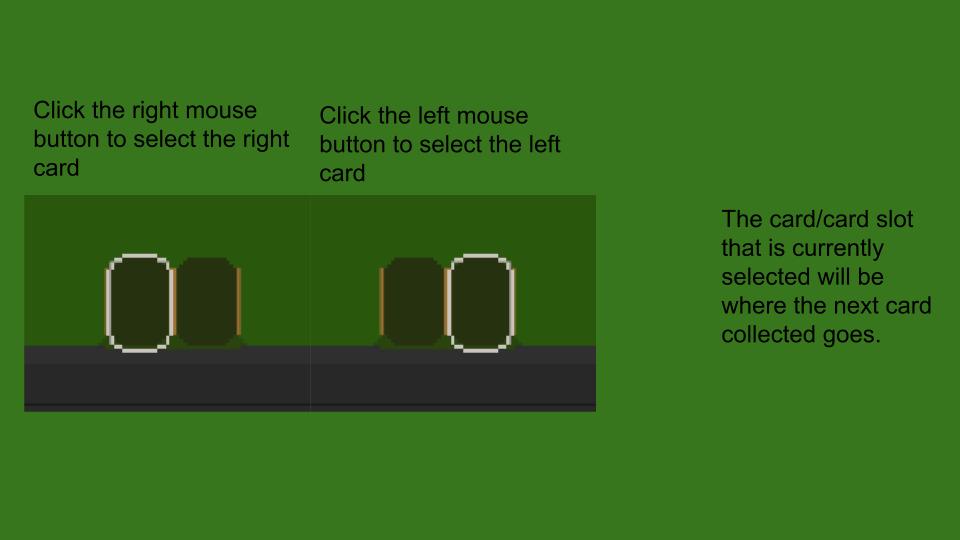 Click the right mouse
button to select the right
card
Click the left mouse
button to select the left
card
The card/card slot
that is currently
selected will be
where the next card
collected goes.